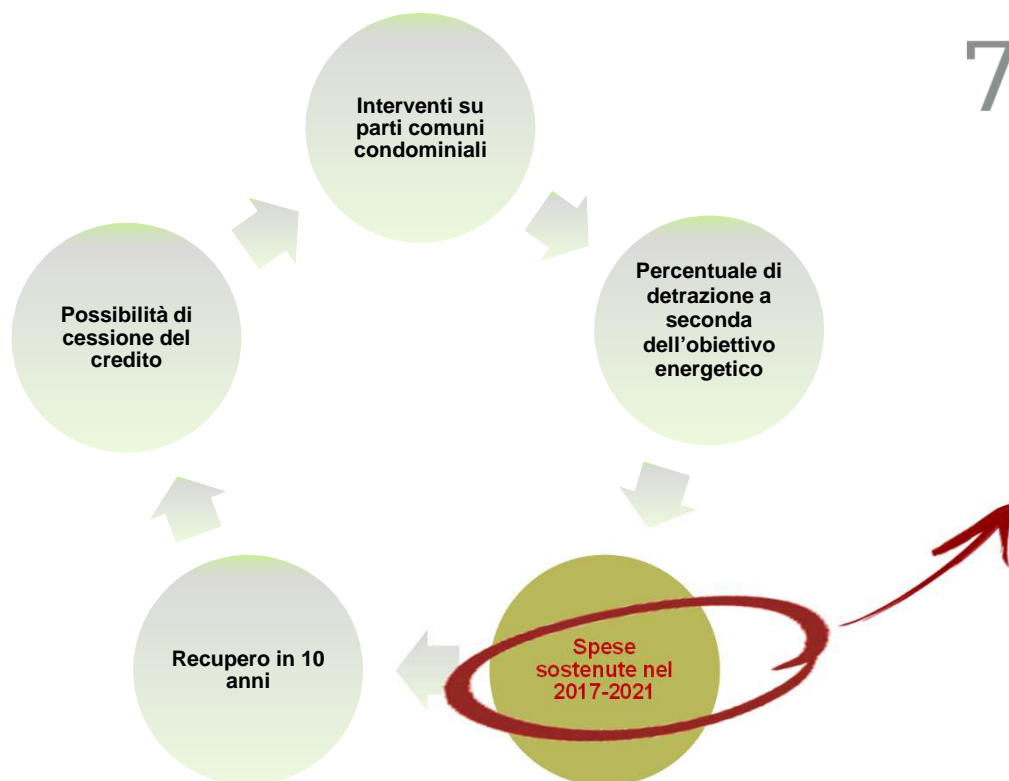 7
Interventi su
parti comuni
condominiali
Percentuale di
detrazione a
seconda
dell’obiettivo
energetico
Spese
sostenute nel
2017-2021
Recupero in 10
anni
Possibilità di
cessione del
credito